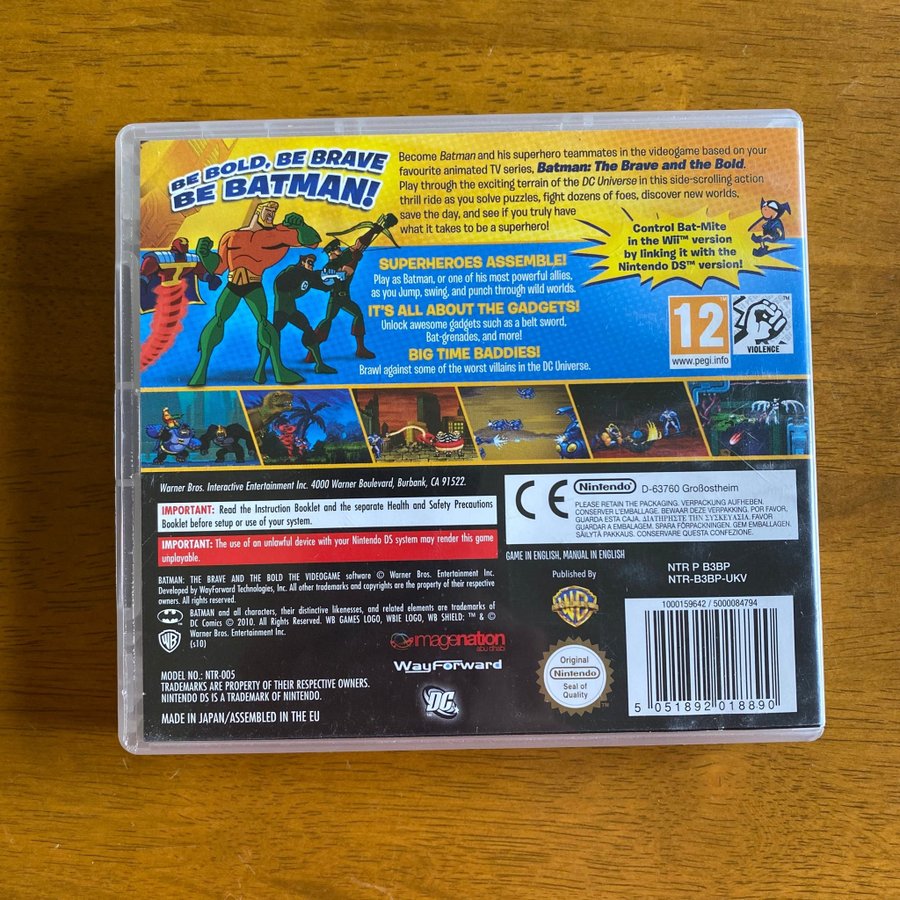 BE BOLD, BE BRAVE
BE BATMAN!
Become Batman and his superhero teammates in the videogame based on your
favourite animated TV series, Batman: The Brave and the Bold.
Play through the exciting terrain of the DC Universe in this side-scrolling action
thrill ride as you solve puzzles, fight dozens of foes, discover new worlds,
save the day, and see if you truly have
what it takes to be a superhero!
Control Bat-Mite
in the Wii™ version
by linking it with the
Nintendo DS™ version!
SUPERHEROES ASSEMBLE!
Play as Batman, or one of his most powerful allies,
as you Jump, swing, and punch through wild worlds.
IT'S ALL ABOUT THE GADGETS!
Unlock awesome gadgets such as a belt sword,
Bat-grenades, and more!
BIG TIME BADDIES!
Brawl against some of the worst villains in the DC Universe.
12
www.pegi.info
VIOLENCE
Warner Bros. Interactive Entertainment Inc. 4000 Warner Boulevard, Burbank, CA 91522.
IMPORTANT: Read the Instruction Booklet and the separate Health and Safety Precautions
Booklet before setup or use of your system.
IMPORTANT: The use of an unlawful device with your Nintendo DS system may render this game
unplayable.
CE
Nintendo D-63760 Großostheim
PLEASE RETAIN THE PACKAGING. VERPACKUNG AUFHEBEN.
CONSERVER L'EMBALLAGE. BEWAAR DEZE VERPAKKING. POR FAVOR,
GUARDA ESTA CAJA. ΔΙΑΤΗΡΗΣΤΕ ΤΗΝ ΣΥΣΚΕΥΑΣΙΑ. FAVOR
GUARDAR A EMBALAGEM. SPARA FÖRPACKNINGEN. GEM EMBALLAGEN.
SÄILYTÄ PAKKAUS. CONSERVARE QUESTA CONFEZIONE.
GAME IN ENGLISH, MANUAL IN ENGLISH
NTR P B3BP
NTR-B3BP-UKV
BATMAN: THE BRAVE AND THE BOLD THE VIDEOGAME software © Warner Bros. Entertainment Inc.
Developed by WayForward Technologies, Inc. All other trademarks and copyrights are the property of their respective
owners. All rights reserved.
BATMAN and all characters, their distinctive likenesses, and related elements are trademarks of
DC Comics © 2010. All Rights Reserved. WB GAMES LOGO, WBIE LOGO, WB SHIELD: ™ & ©
Warner Bros. Entertainment Inc.
(s10)
WB
Published By
WB
GAMES
imagenation
abu dhabi
WayForward
DC
Original
Nintendo
Seal of
Quality
™
1000159642 / 5000084794
5 051892 018890
MODEL NO.: NTR-005
TRADEMARKS ARE PROPERTY OF THEIR RESPECTIVE OWNERS.
NINTENDO DS IS A TRADEMARK OF NINTENDO.
MADE IN JAPAN/ASSEMBLED IN THE EU